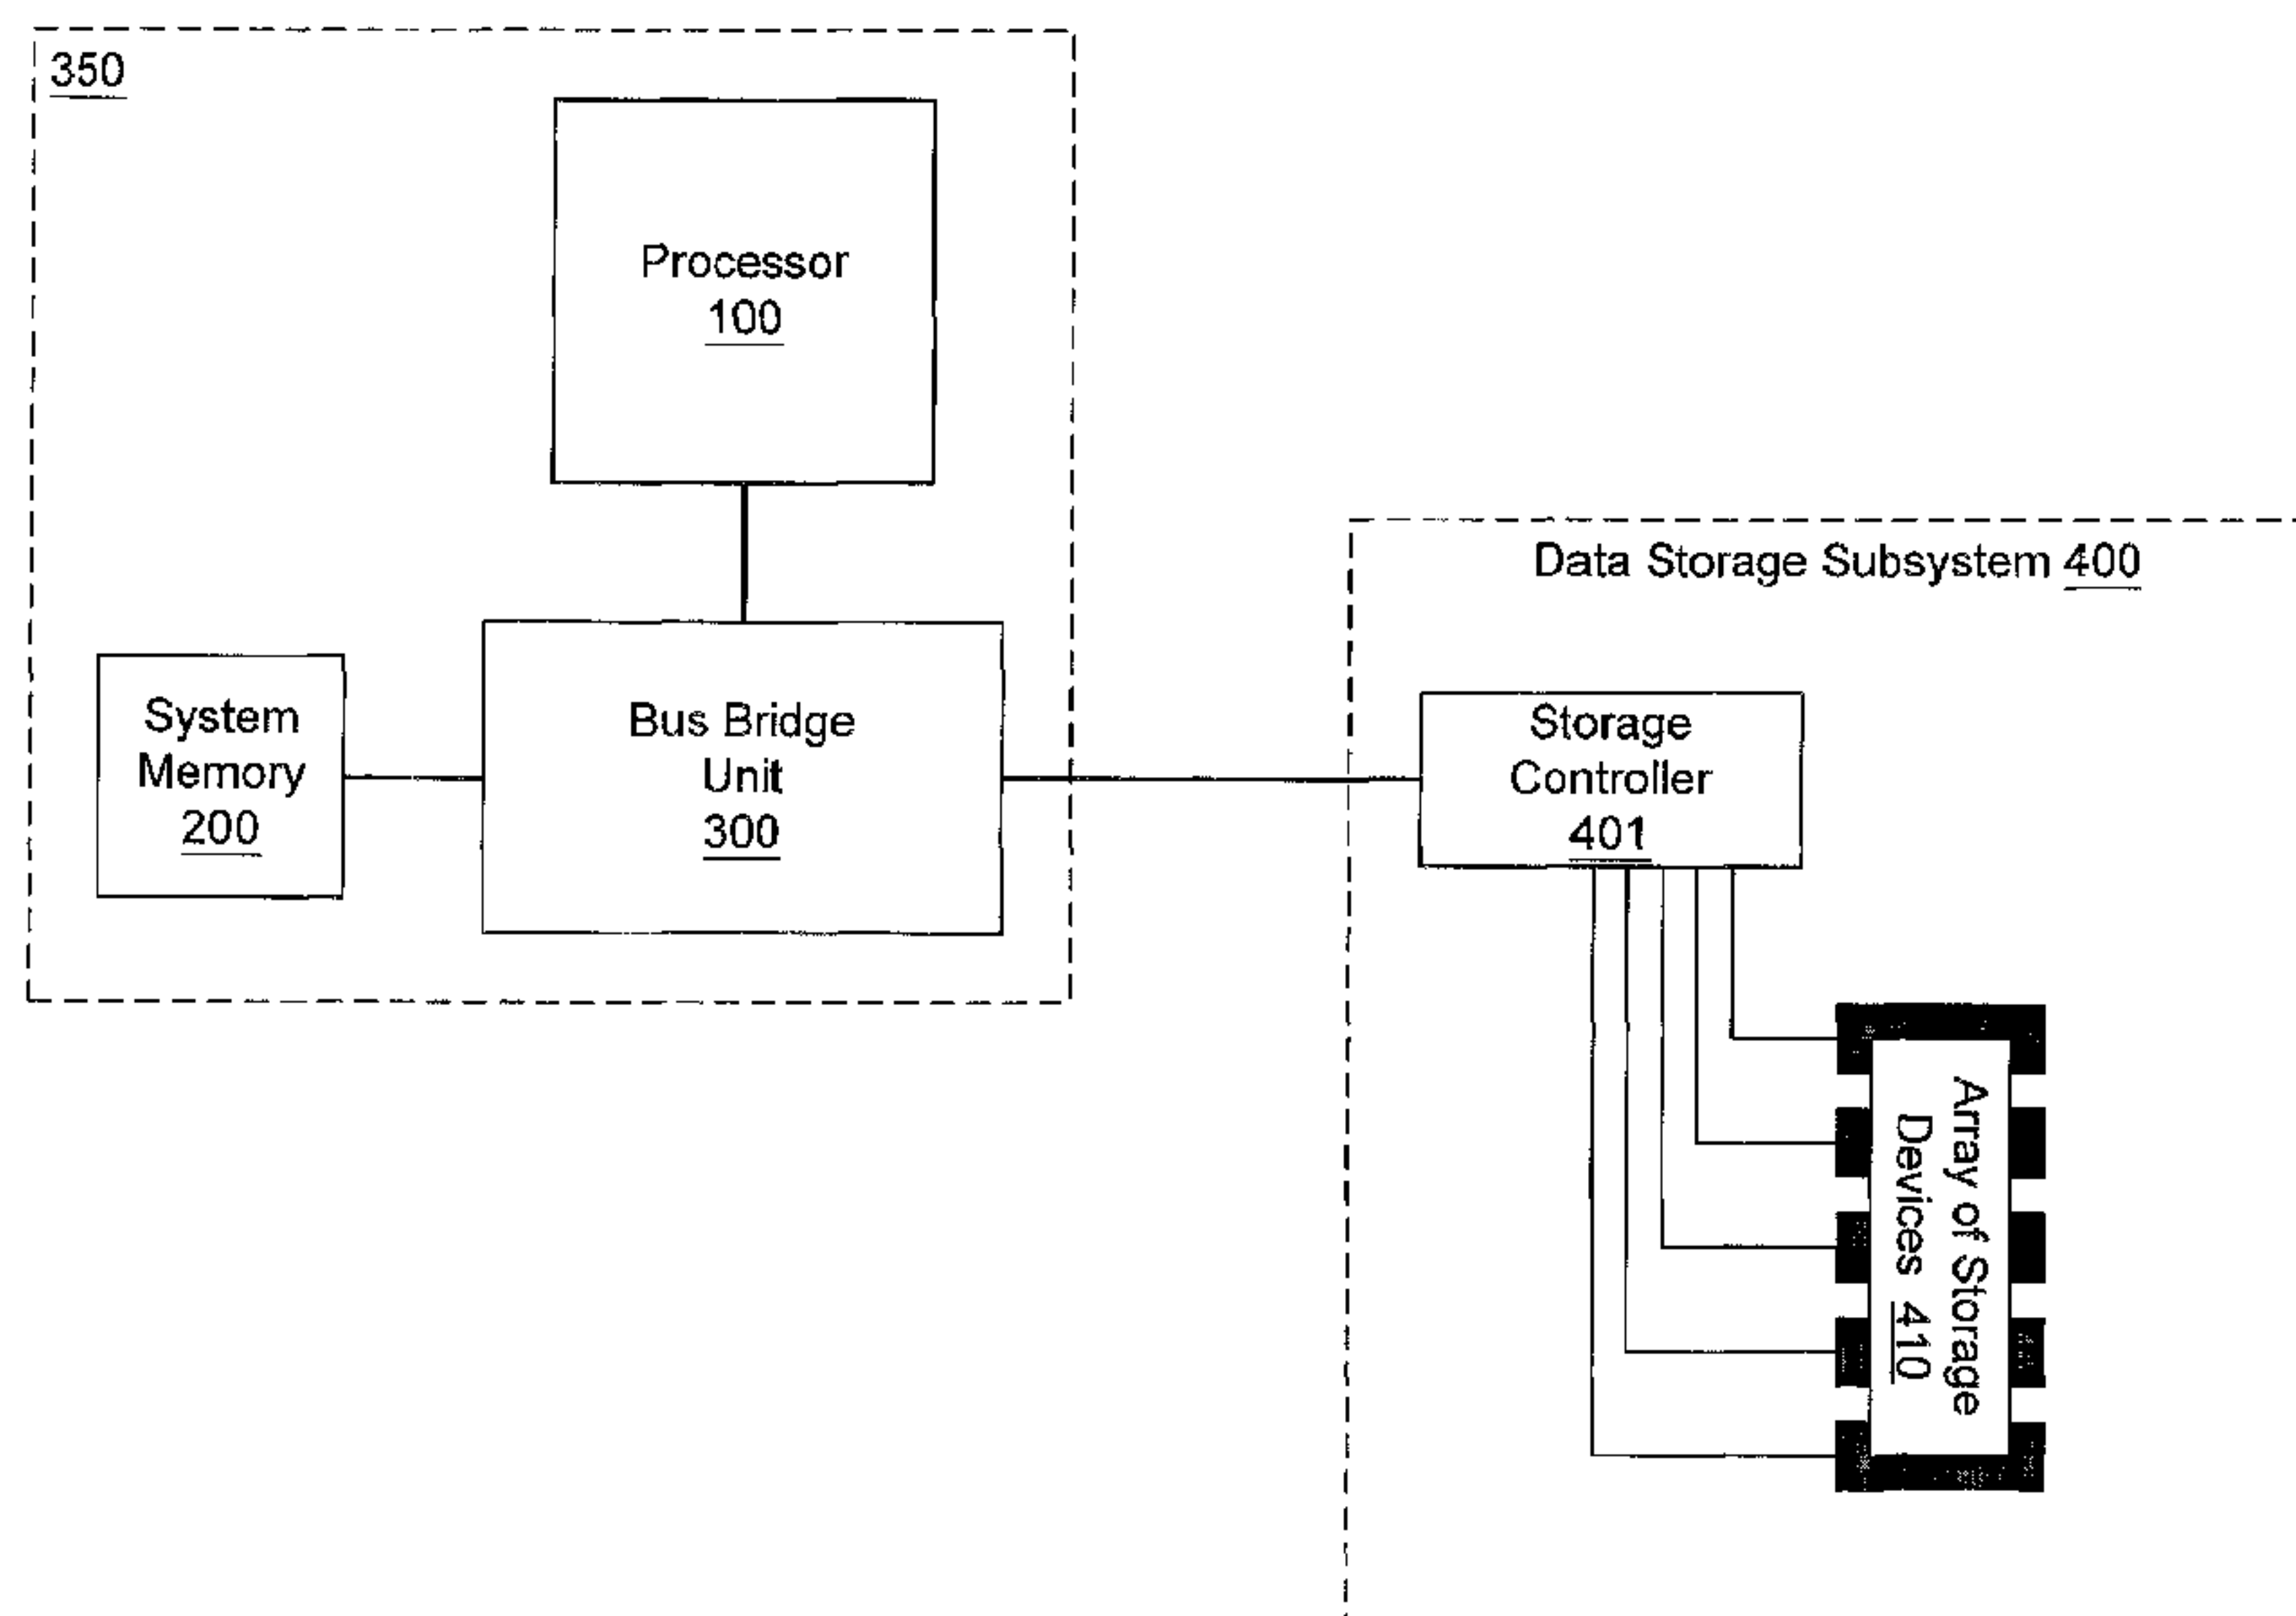 350
Processor
100
System
Memory
200
Bus Bridge
Unit
300
Data Storage Subsystem 400
Storage
Controller
401
Array of Storage
Devices 410